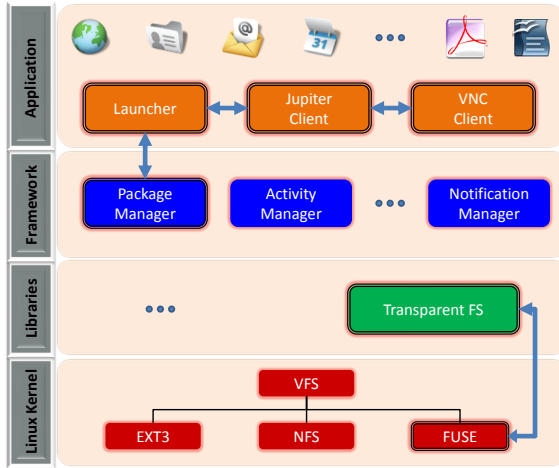 Application
31
Launcher
Jupiter
Client
VNC
Client
Framework
Package
Manager
Activity
Manager
Notification
Manager
Libraries
Transparent FS
Linux Kernel
VFS
EXT3
NFS
FUSE